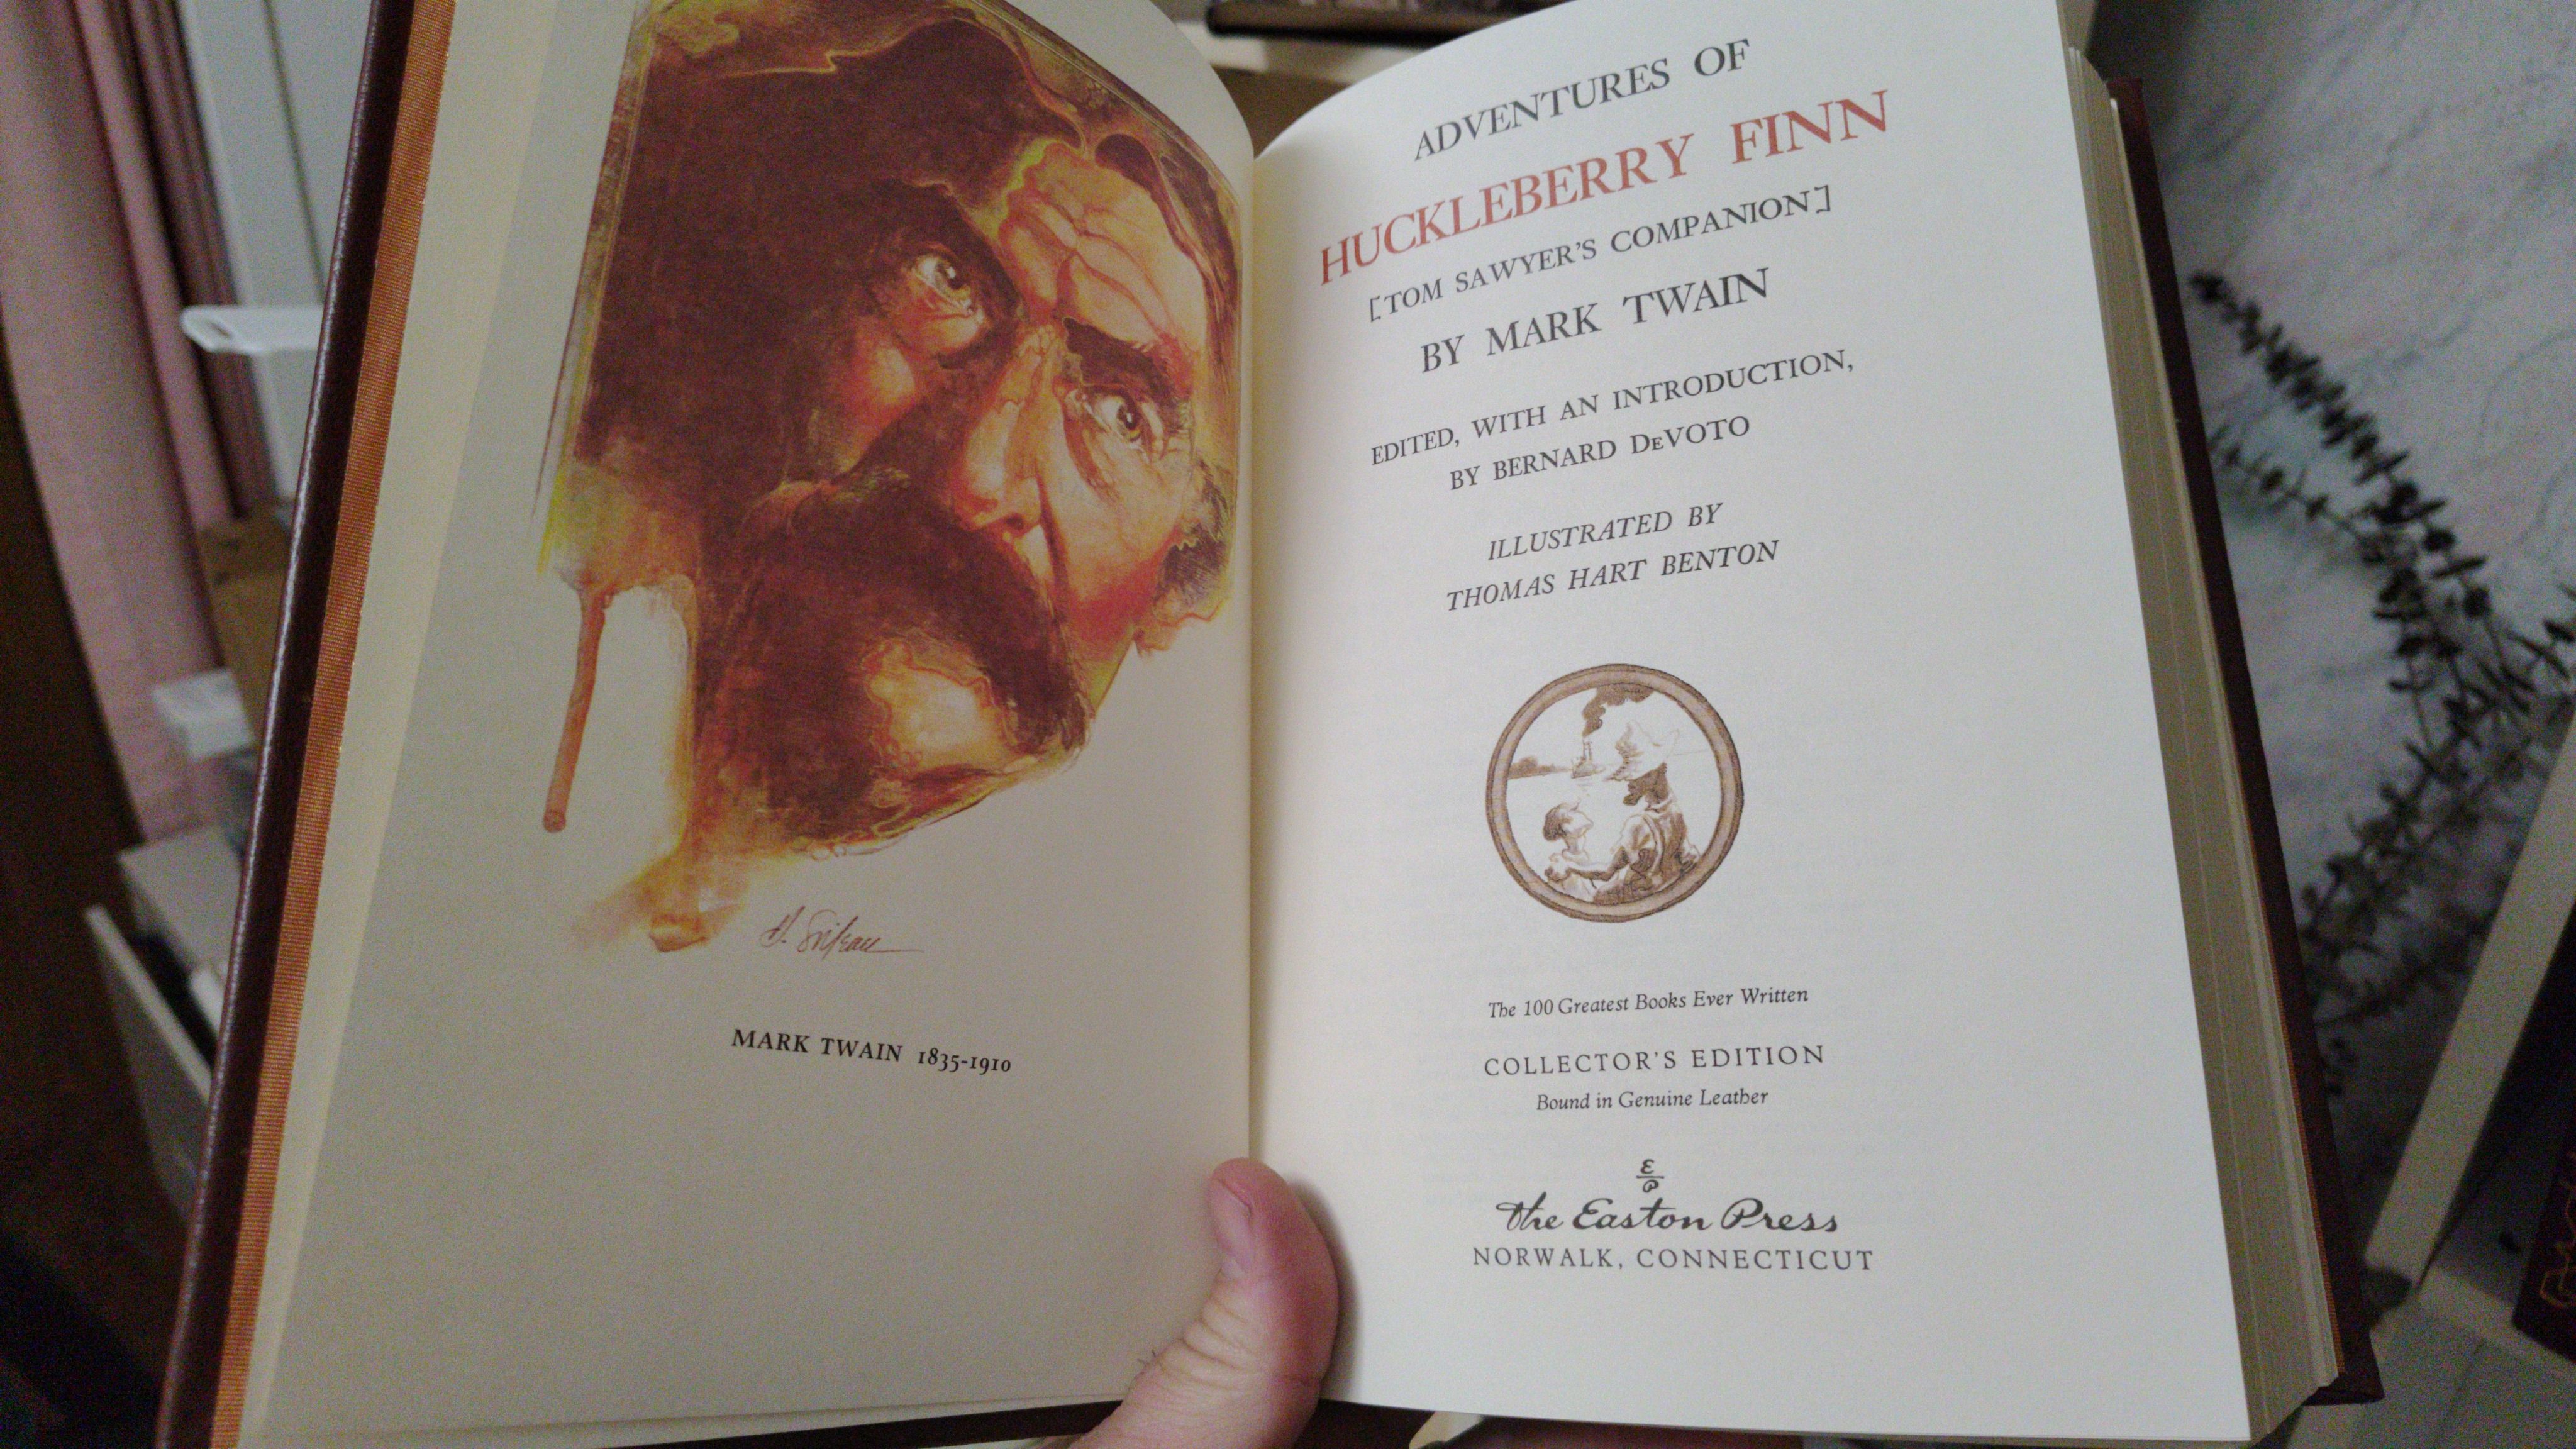 MARK TWAIN 1835-1910
ADVENTURES OF
HUCKLEBERRY FINN
[TOM SAWYER'S COMPANION]
BY MARK TWAIN
EDITED, WITH AN INTRODUCTION,
BY BERNARD DeVOTO
ILLUSTRATED BY
THOMAS HART BENTON
The 100 Greatest Books Ever Written
COLLECTOR'S EDITION
Bound in Genuine Leather
E
P
The Easton Press
NORWALK, CONNECTICUT